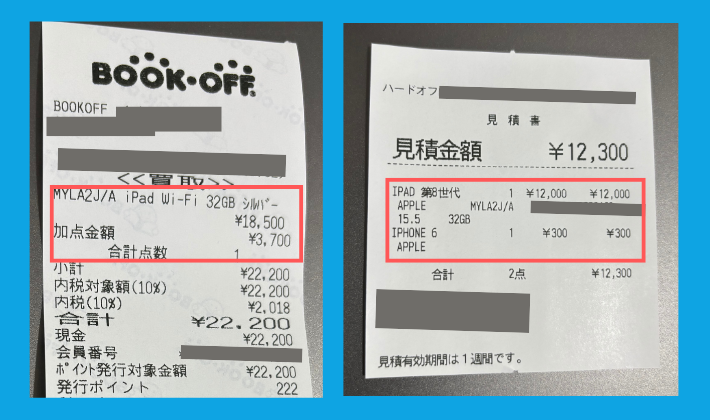 BOOK・OFF
BOOKOFF
<<買取>>
MYLA2J/A iPad Wi-Fi 32GB シルバー
¥18,500
加点金額 ¥3,700
合計点数 1
小計 ¥22,200
内税対象額(10%) ¥22,200
内税(10%) ¥2,018
合計 ¥22,200
現金 ¥22,200
会員番号
ポイント発行対象金額 ¥22,200
発行ポイント 222
ハードオフ
見積書
見積金額 ¥12,300
IPAD 第8世代 1 ¥12,000 ¥12,000
APPLE MYLA2J/A
15.5 32GB
IPHONE 6 1 ¥300 ¥300
APPLE
合計 2点 ¥12,300
見積有効期間は1週間です。